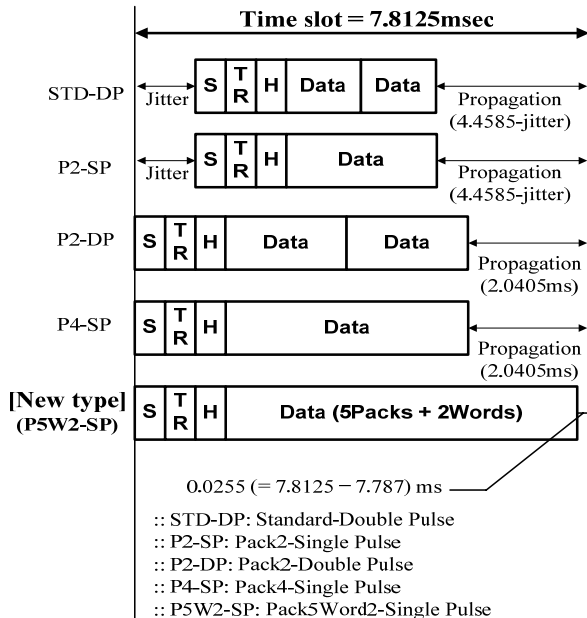 Time slot = 7.8125msec
STD-DP
Jitter
S
T
R
H
Data
Data
Propagation
(4.4585-jitter)
P2-SP
Jitter
S
T
R
H
Data
Propagation
(4.4585-jitter)
P2-DP
S
T
R
H
Data
Data
Propagation
(2.0405ms)
P4-SP
S
T
R
H
Data
Propagation
(2.0405ms)
[New type]
(P5W2-SP)
S
T
R
H
Data (5Packs + 2Words)
0.0255 (= 7.8125 − 7.787) ms
:: STD-DP: Standard-Double Pulse
:: P2-SP: Pack2-Single Pulse
:: P2-DP: Pack2-Double Pulse
:: P4-SP: Pack4-Single Pulse
:: P5W2-SP: Pack5Word2-Single Pulse